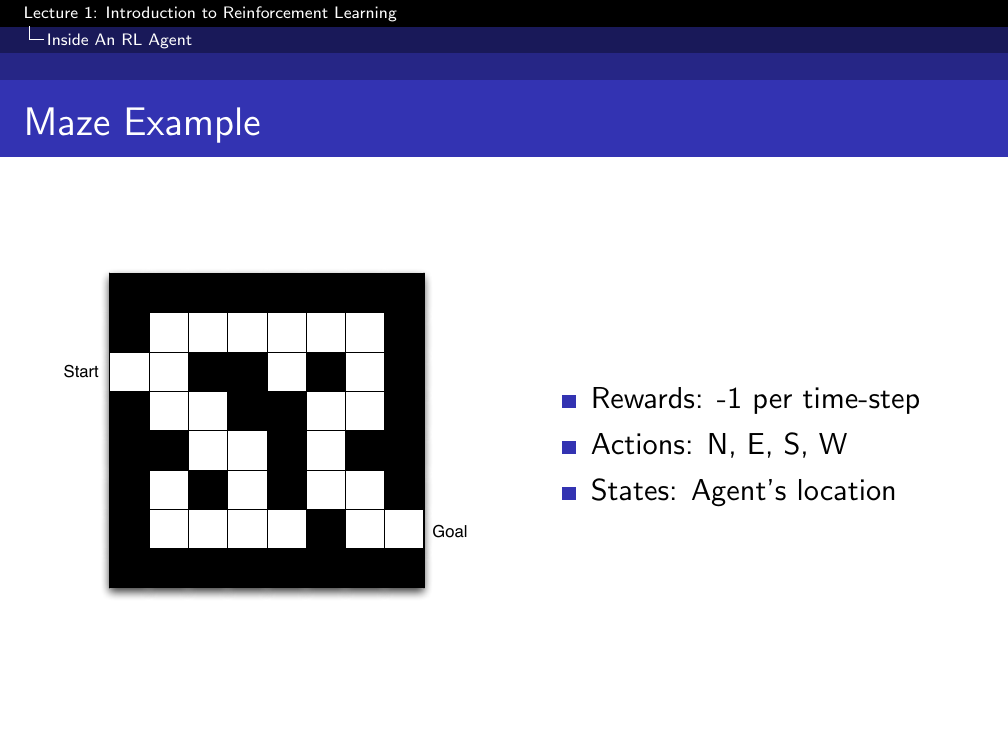 Lecture 1: Introduction to Reinforcement Learning
Inside An RL Agent
Maze Example
Start
Goal
Rewards: -1 per time-step
Actions: N, E, S, W
States: Agent's location